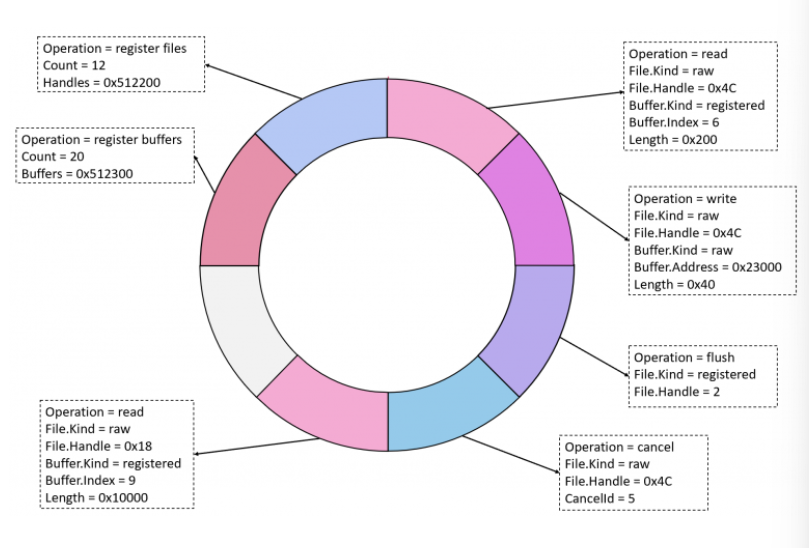 Operation = register files
Count = 12
Handles = 0x512200
Operation = read
File.Kind = raw
File.Handle = 0x4C
Buffer.Kind = registered
Buffer.Index = 6
Length = 0x200
Operation = register buffers
Count = 20
Buffers = 0x512300
Operation = write
File.Kind = raw
File.Handle = 0x4C
Buffer.Kind = raw
Buffer.Address = 0x23000
Length = 0x40
Operation = flush
File.Kind = registered
File.Handle = 2
Operation = read
File.Kind = raw
File.Handle = 0x18
Buffer.Kind = registered
Buffer.Index = 9
Length = 0x10000
Operation = cancel
File.Kind = raw
File.Handle = 0x4C
CancelId = 5